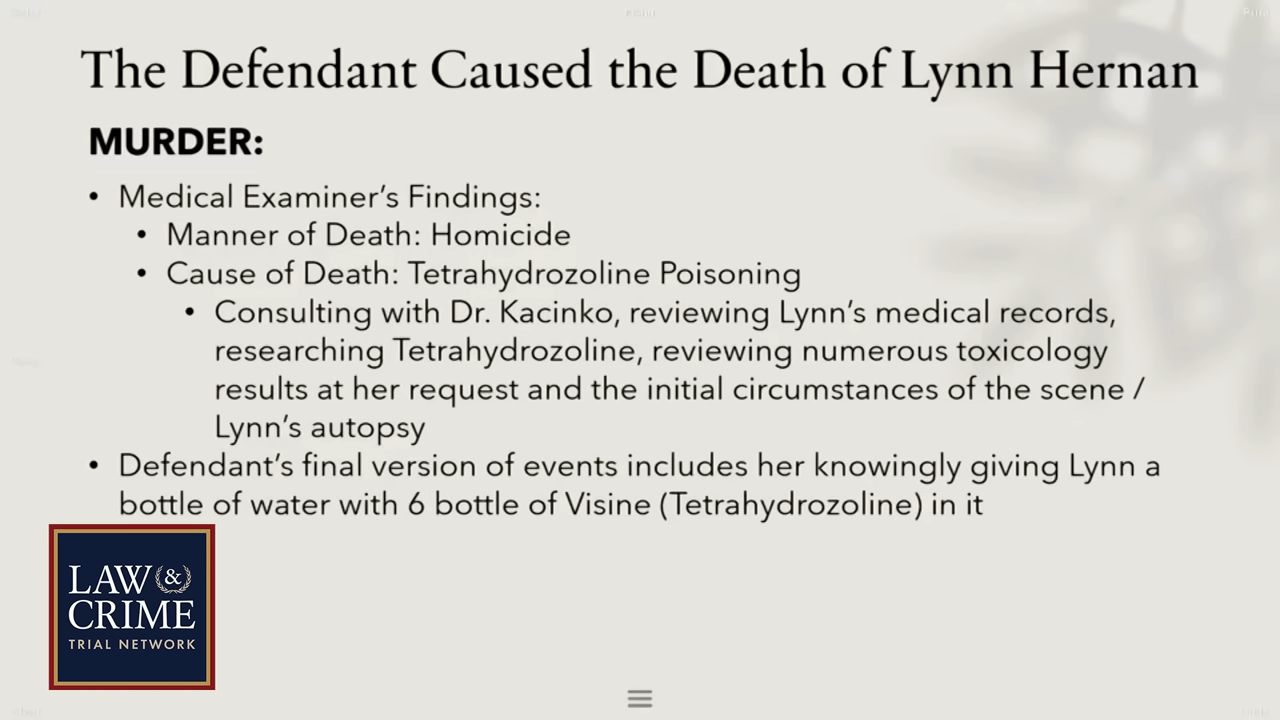 The Defendant Caused the Death of Lynn Hernan
MURDER:
• Medical Examiner's Findings:
• Manner of Death: Homicide
• Cause of Death: Tetrahydrozoline Poisoning
• Consulting with Dr. Kacinko, reviewing Lynn's medical records,
researching Tetrahydrozoline, reviewing numerous toxicology
results at her request and the initial circumstances of the scene /
Lynn's autopsy
• Defendant's final version of events includes her knowingly giving Lynn a
bottle of water with 6 bottle of Visine (Tetrahydrozoline) in it
LAW &
CRIME
TRIAL NETWORK